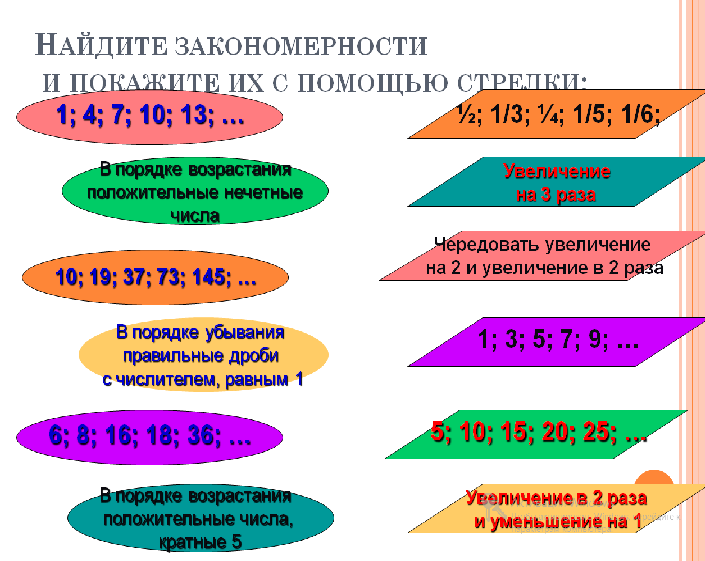 НАЙДИТЕ ЗАКОНОМЕРНОСТИ
И ПОКАЖИТЕ ИХ С ПОМОЩЬЮ СТРЕЛКИ:
1; 4; 7; 10; 13; …
½; 1/3; ¼; 1/5; 1/6;
В порядке возрастания
положительные нечетные
числа
Увеличение
на 3 раза
Чередовать увеличение
на 2 и увеличение в 2 раза
10; 19; 37; 73; 145; …
В порядке убывания
правильные дроби
с числителем, равным 1
1; 3; 5; 7; 9; …
6; 8; 16; 18; 36; …
5; 10; 15; 20; 25; …
В порядке возрастания
положительные числа,
кратные 5
Увеличение в 2 раза
и уменьшение на 1